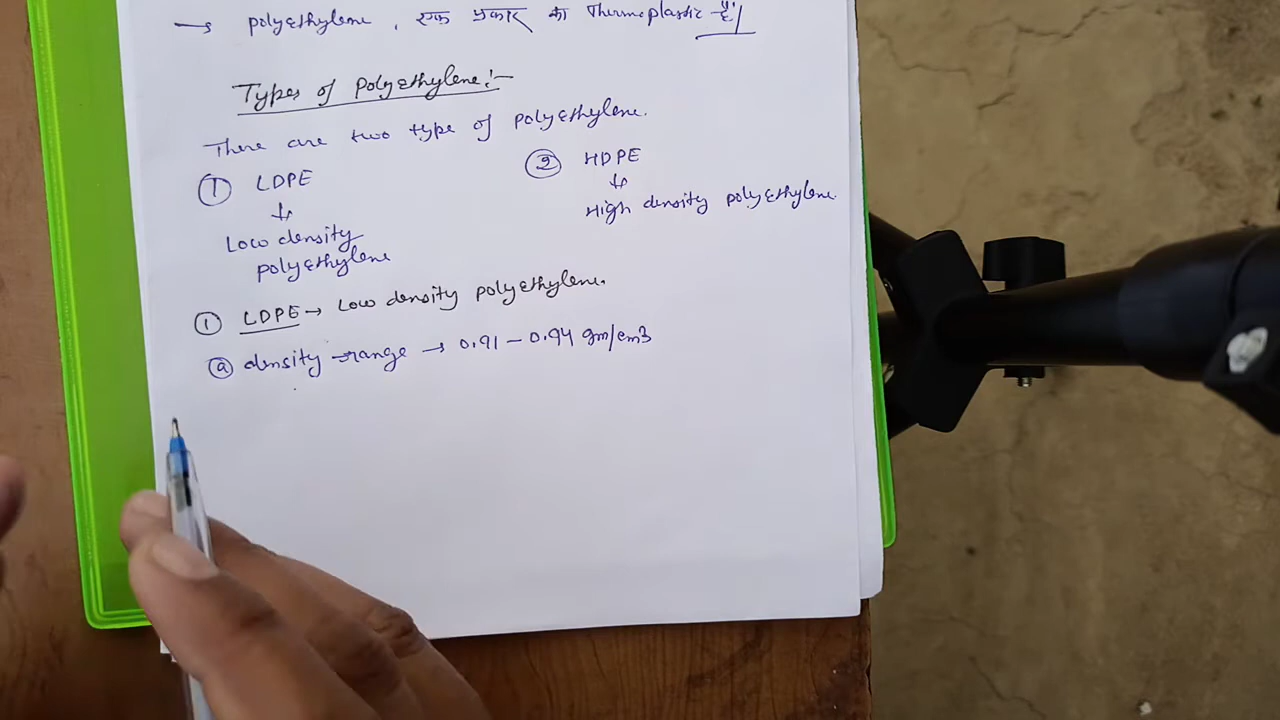 → polyethylene, एक प्रकार का Thermoplastic है|
Types of polyethylene:-
There are two type of polyethylene.
① LDPE
↓
Low density
polyethylene
② HDPE
↓
High density polyethylene.
① LDPE → Low density polyethylene.
ⓐ density range → 0.91 - 0.94 gm/cm3